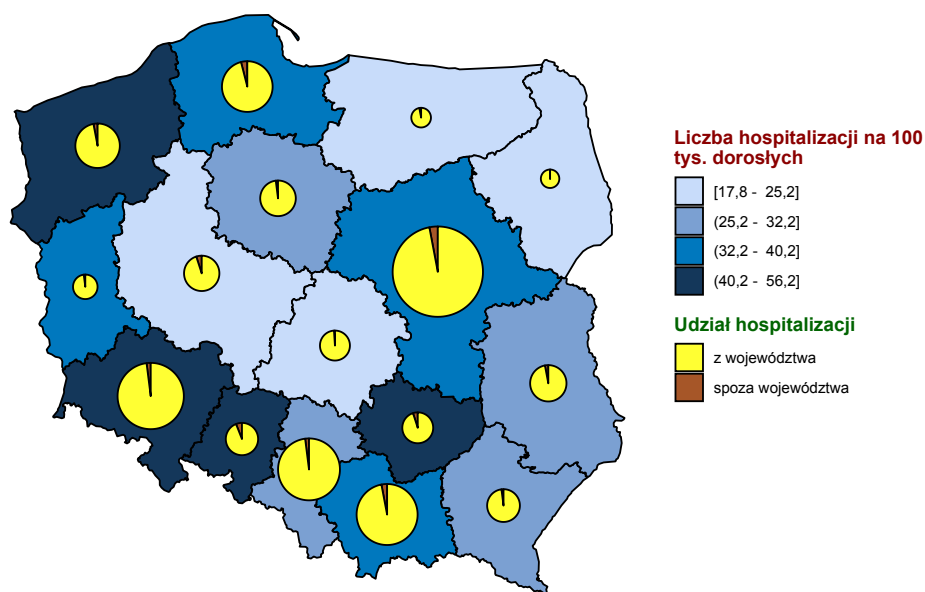 Liczba hospitalizacji na 100
tys. dorosłych
[17,8 - 25,2]
(25,2 - 32,2]
(32,2 - 40,2]
(40,2 - 56,2]
Udział hospitalizacji
z województwa
spoza województwa